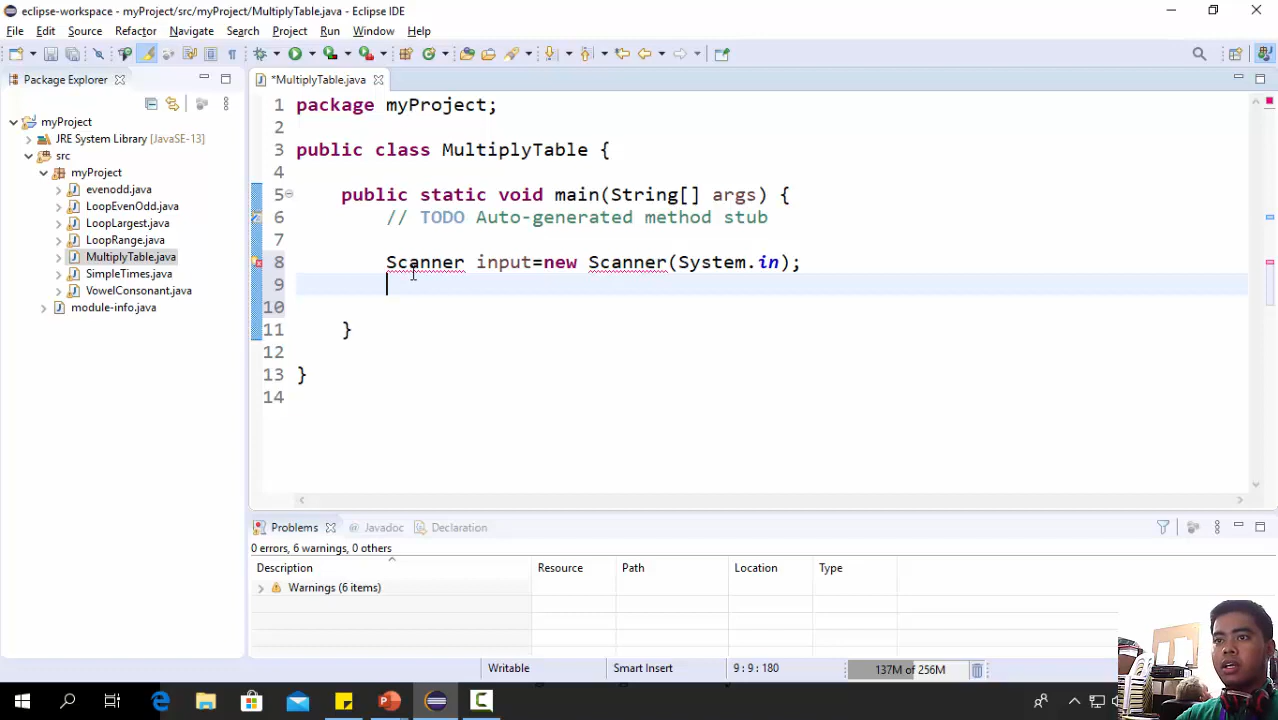 eclipse-workspace - myProject/src/myProject/MultiplyTable.java - Eclipse IDE
File Edit Source Refactor Navigate Search Project Run Window Help
Package Explorer
*MultiplyTable.java
myProject
JRE System Library [JavaSE-13]
src
myProject
evenodd.java
LoopEvenOdd.java
LoopLargest.java
LoopRange.java
MultiplyTable.java
SimpleTimes.java
VowelConsonant.java
module-info.java
1 package myProject;
2
3 public class MultiplyTable {
4
5 public static void main(String[] args) {
6 // TODO Auto-generated method stub
7
8 Scanner input=new Scanner(System.in);
9
10
11 }
12
13 }
14
Problems @ Javadoc Declaration
0 errors, 6 warnings, 0 others
Description Resource Path Location Type
Warnings (6 items)
Writable Smart Insert 9 : 9 : 180 137M of 256M